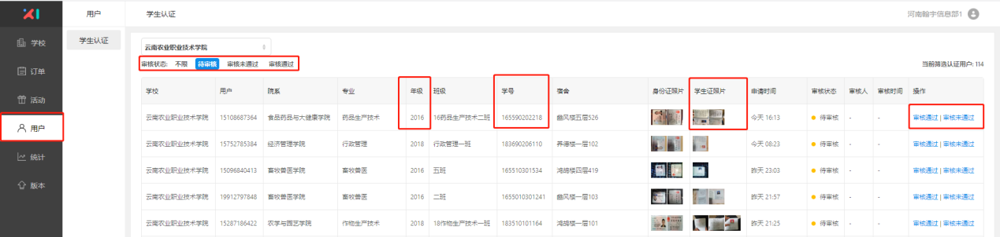 XI 用户 学生认证 河南翰宇信息部1
学校 学生认证
云南农业职业技术学院
订单 审核状态: 不限 待审核 审核未通过 审核通过 当前筛选认证用户: 114
活动 学校 用户 院系 专业 年级 班级 学号 宿舍 身份证照片 学生证照片 申请时间 审核状态 审核人 审核时间 操作
用户 云南农业职业技术学院 15108687364 食品药品与大健康学院 药品生产技术 2016 16药品生产技术二班 165590202218 豳风楼五层526 今天 16:13 待审核 - - 审核通过 | 审核未通过
统计 云南农业职业技术学院 15752785384 经济管理学院 行政管理 2018 行政管理一班 183690206110 养德楼一层102 今天 08:23 待审核 - - 审核通过 | 审核未通过
云南农业职业技术学院 15096840413 畜牧兽医学院 畜牧兽医 2016 五班 165510301534 鸿鹄楼四层419 昨天 23:03 待审核 - - 审核通过 | 审核未通过
版本 云南农业职业技术学院 19912797848 畜牧兽医学院 畜牧兽医 2016 二班 1655010301241 豳风楼一层103 昨天 21:57 待审核 - - 审核通过 | 审核未通过
云南农业职业技术学院 15287186422 农学与园艺学院 作物生产技术 2018 18作物生产技术一班 183510101164 鸿鹄楼一层101 昨天 21:25 待审核 - - 审核通过 | 审核未通过